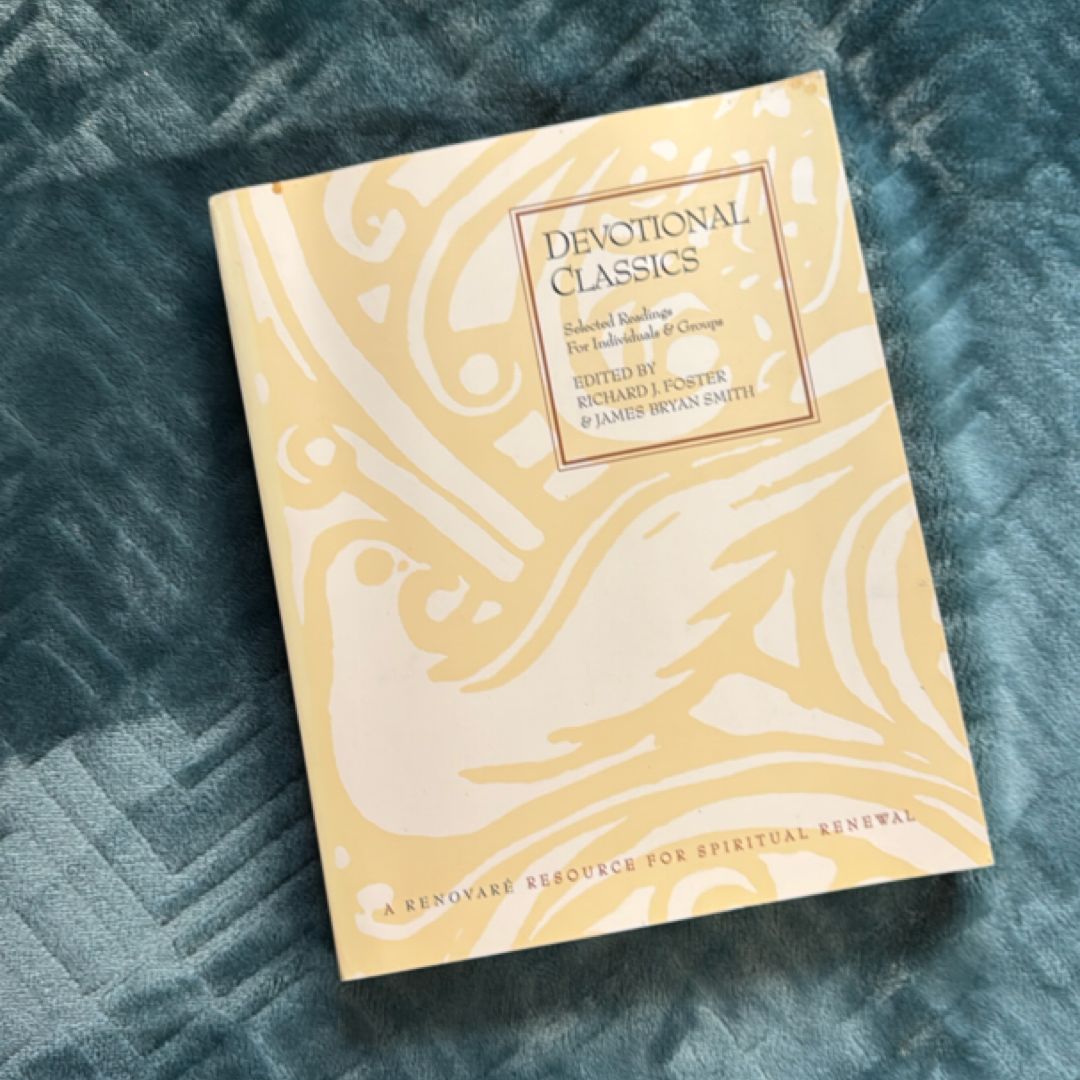 DEVOTIONAL
CLASSICS
Selected Readings
For Individuals & Groups
EDITED BY
RICHARD J. FOSTER
& JAMES BRYAN SMITH
A RENOVARÉ RESOURCE FOR SPIRITUAL RENEWAL